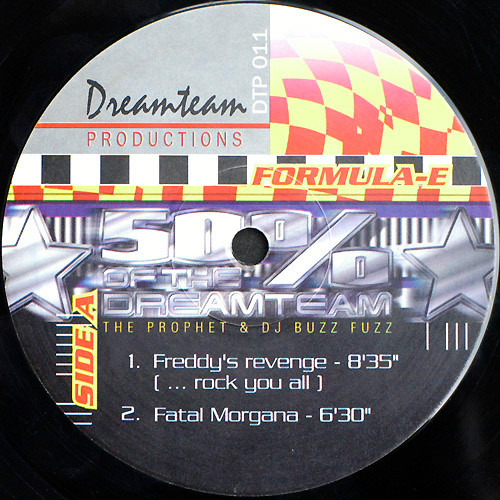 Dreamteam
PRODUCTIONS
DTP 011
FORMULA-E
50%
OF THE
DREAMTEAM
THE PROPHET & DJ BUZZ FUZZ
SIDE A
1. Freddy's revenge - 8'35"
( ... rock you all )
2. Fatal Morgana - 6'30"